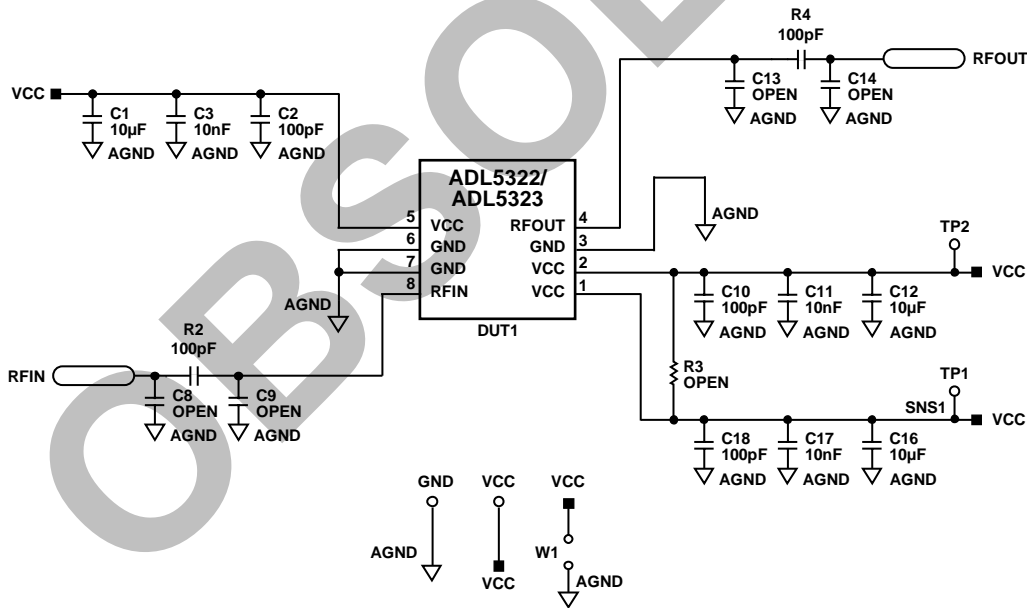 R4
100pF
RFOUT
C13
OPEN
C14
OPEN
AGND
AGND
VCC
C1
10µF
C3
10nF
C2
100pF
AGND
AGND
AGND
ADL5322/
ADL5323
5
VCC
RFOUT
4
6
GND
GND
3
7
GND
VCC
2
8
RFIN
VCC
1
DUT1
AGND
AGND
TP2
VCC
C10
100pF
C11
10nF
C12
10µF
AGND
AGND
AGND
R2
100pF
RFIN
C8
OPEN
C9
OPEN
AGND
AGND
R3
OPEN
TP1
SNS1
VCC
C18
100pF
C17
10nF
C16
10µF
AGND
AGND
AGND
GND
VCC
VCC
AGND
VCC
W1
AGND
OBSOL